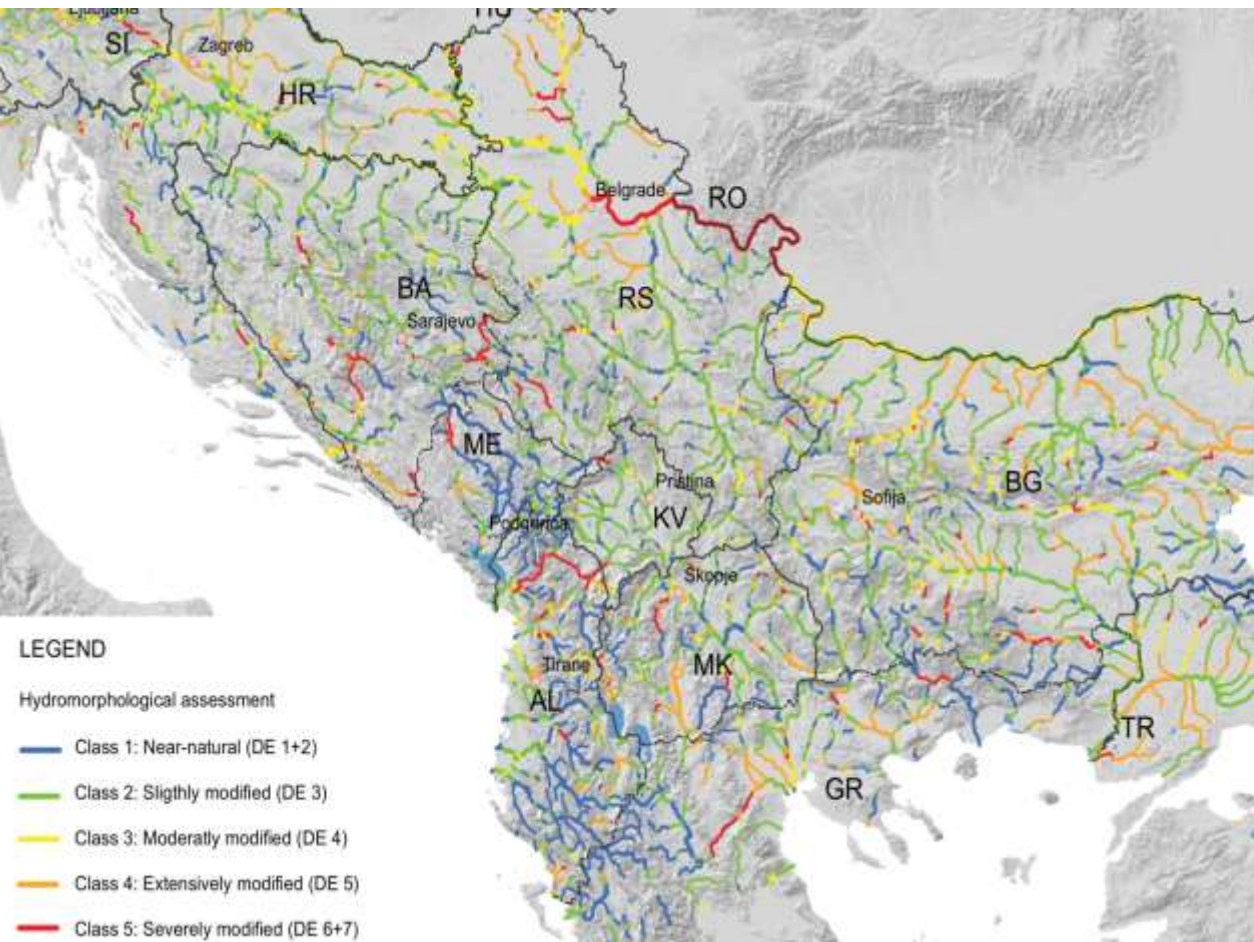 Ljubljana
SI
Zagreb
HR
Belgrade
RO
BA
Sarajevo
RS
ME
Pristina
KV
Sofija
BG
Podgorica
Skopje
Tirane
MK
AL
TR
GR
LEGEND
Hydromorphological assessment
Class 1: Near-natural (DE 1+2)
Class 2: Sligthly modified (DE 3)
Class 3: Moderatly modified (DE 4)
Class 4: Extensively modified (DE 5)
Class 5: Severely modified (DE 6+7)